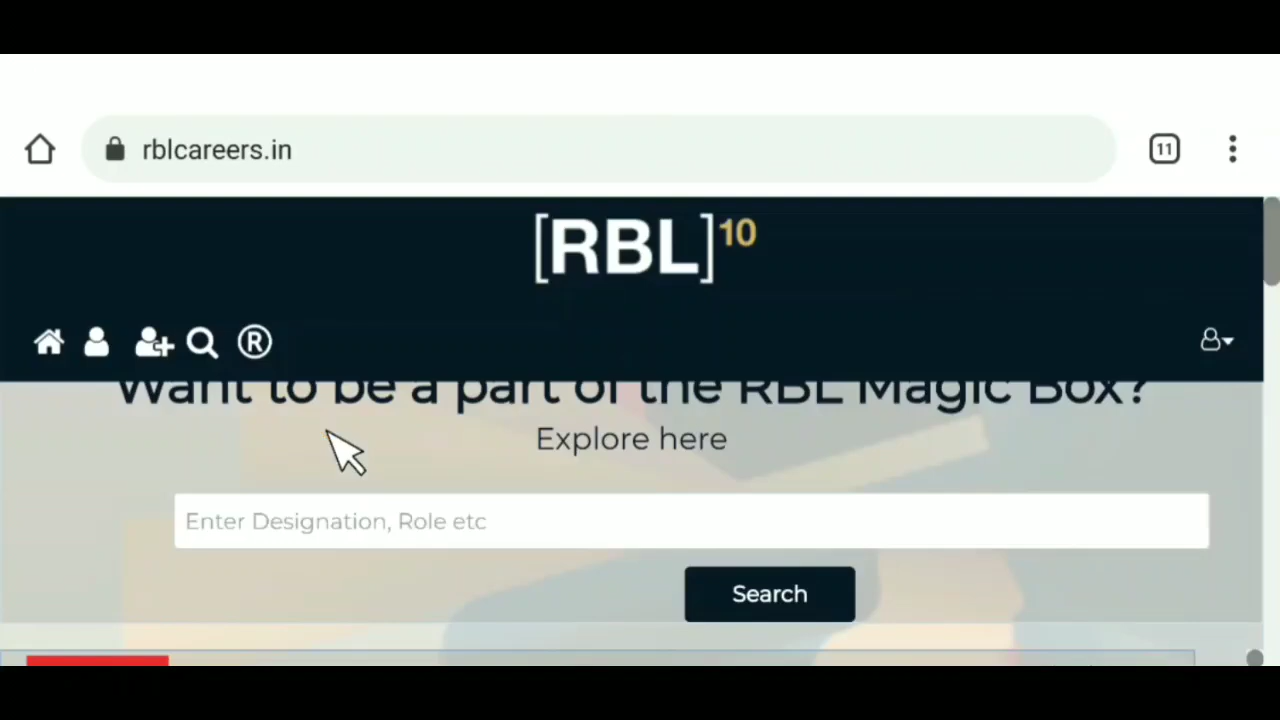 rblcareers.in
11
[RBL]10
®
Want to be a part of the RBL Magic Box?
Explore here
Enter Designation, Role etc
Search